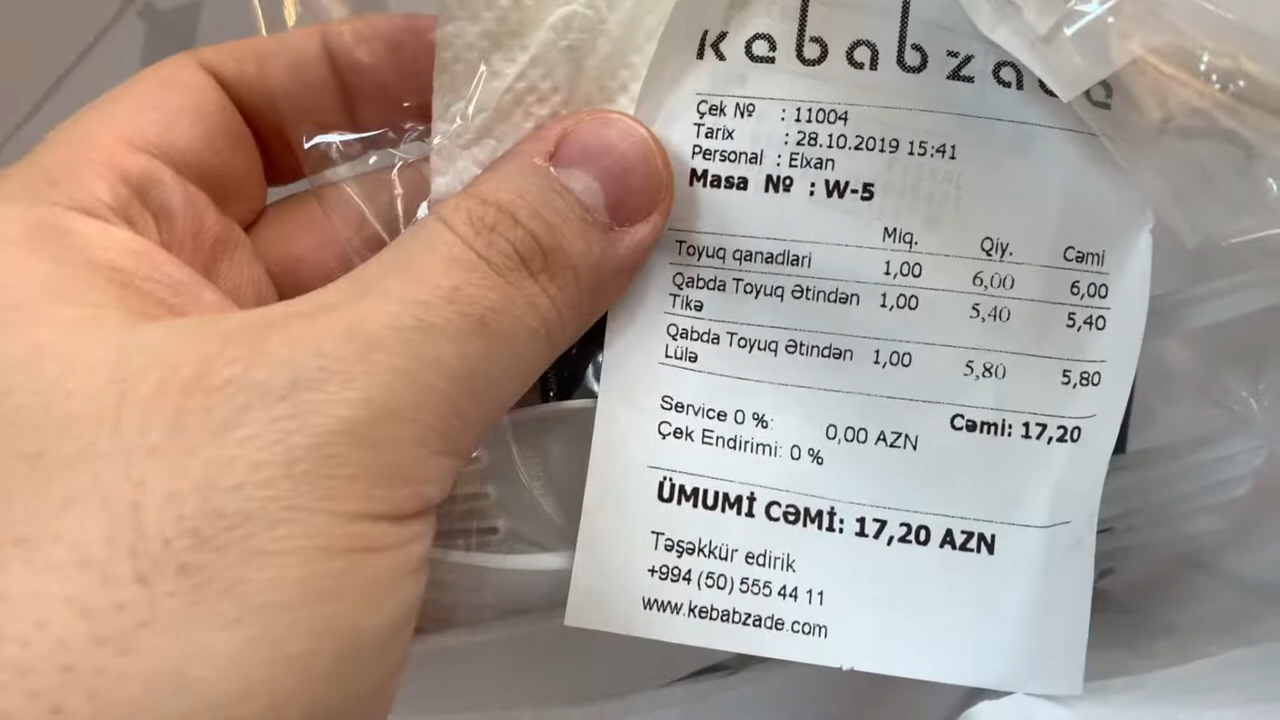 kababzadə
Çek № : 11004
Tarix : 28.10.2019 15:41
Personal : Elxan
Masa № : W-5
Miq. Qiy. Cəmi
Toyuq qanadlari 1,00 6,00 6,00
Qabda Toyuq Ətindən 1,00 5,40 5,40
Tikə
Qabda Toyuq Ətindən 1,00 5,80 5,80
Lülə
Cəmi: 17,20
Service 0 %: 0,00 AZN
Çek Endirimi: 0 %
ÜMUMİ CƏMİ: 17,20 AZN
Təşəkkür edirik
+994 (50) 555 44 11
www.kebabzade.com